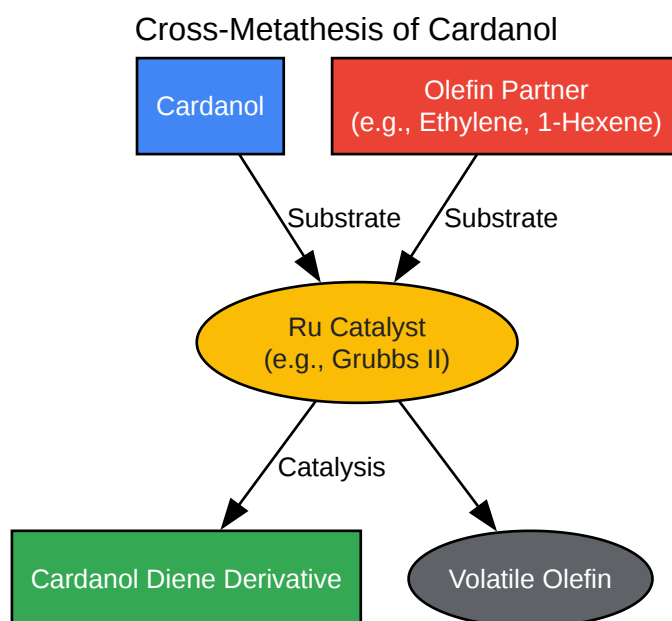 Cross-Metathesis of Cardanol
Cardanol
Olefin Partner
(e.g., Ethylene, 1-Hexene)
Substrate
Substrate
Ru Catalyst
(e.g., Grubbs II)
Catalysis
Cardanol Diene Derivative
Volatile Olefin